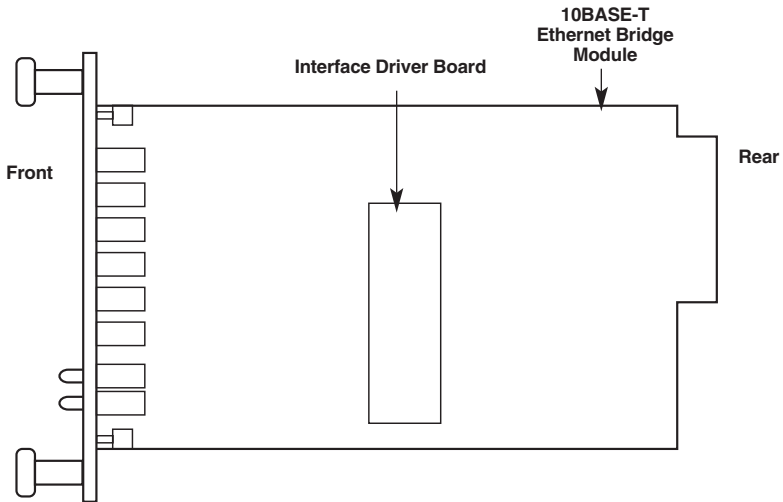 10BASE-T
Ethernet Bridge
Module
Interface Driver Board
Front
Rear